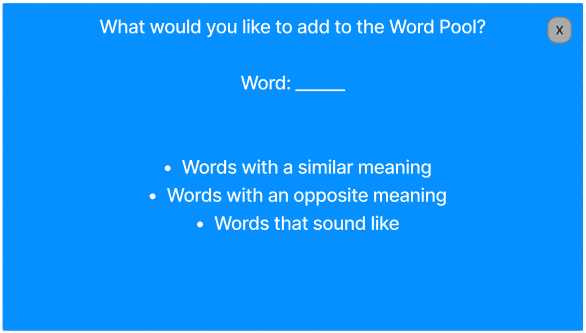 What would you like to add to the Word Pool?
X
Word: _____
• Words with a similar meaning
• Words with an opposite meaning
• Words that sound like